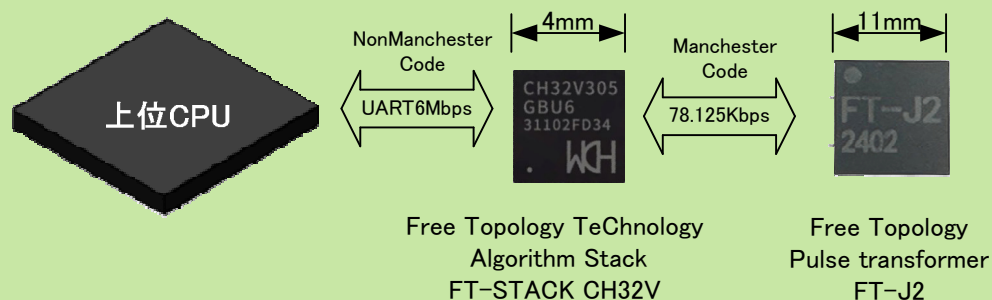 上位CPU
NonManchester
Code
UART6Mbps
4mm
CH32V305
GBU6
31102FD34
WCH
Manchester
Code
78.125Kbps
11mm
FT-J2
2402
Free Topology TeChnology
Algorithm Stack
FT-STACK CH32V
Free Topology
Pulse transformer
FT-J2